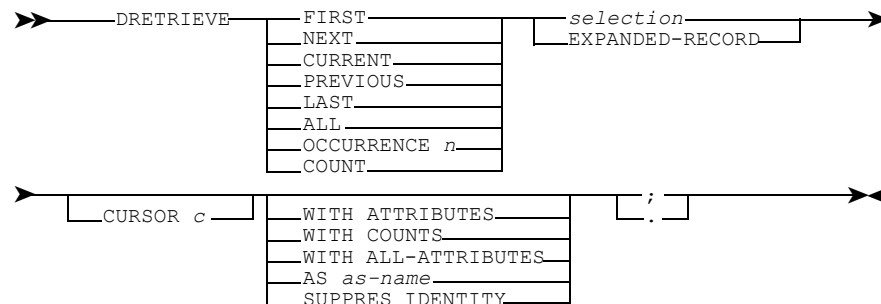 DRETRIEVE FIRST selection
NEXT EXPANDED-RECORD
CURRENT
PREVIOUS
LAST
ALL
OCCURRENCE n
COUNT
;
CURSOR c WITH ATTRIBUTES .
WITH COUNTS
WITH ALL-ATTRIBUTES
AS as-name
SUPPRES IDENTITY